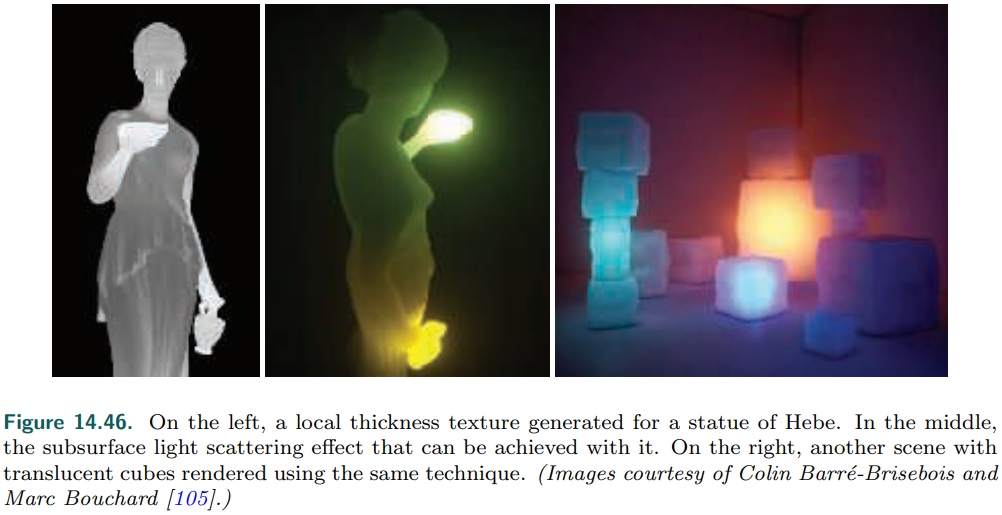 Figure 14.46. On the left, a local thickness texture generated for a statue of Hebe. In the middle,
the subsurface light scattering effect that can be achieved with it. On the right, another scene with
translucent cubes rendered using the same technique. (Images courtesy of Colin Barré-Brisebois and
Marc Bouchard [105].)